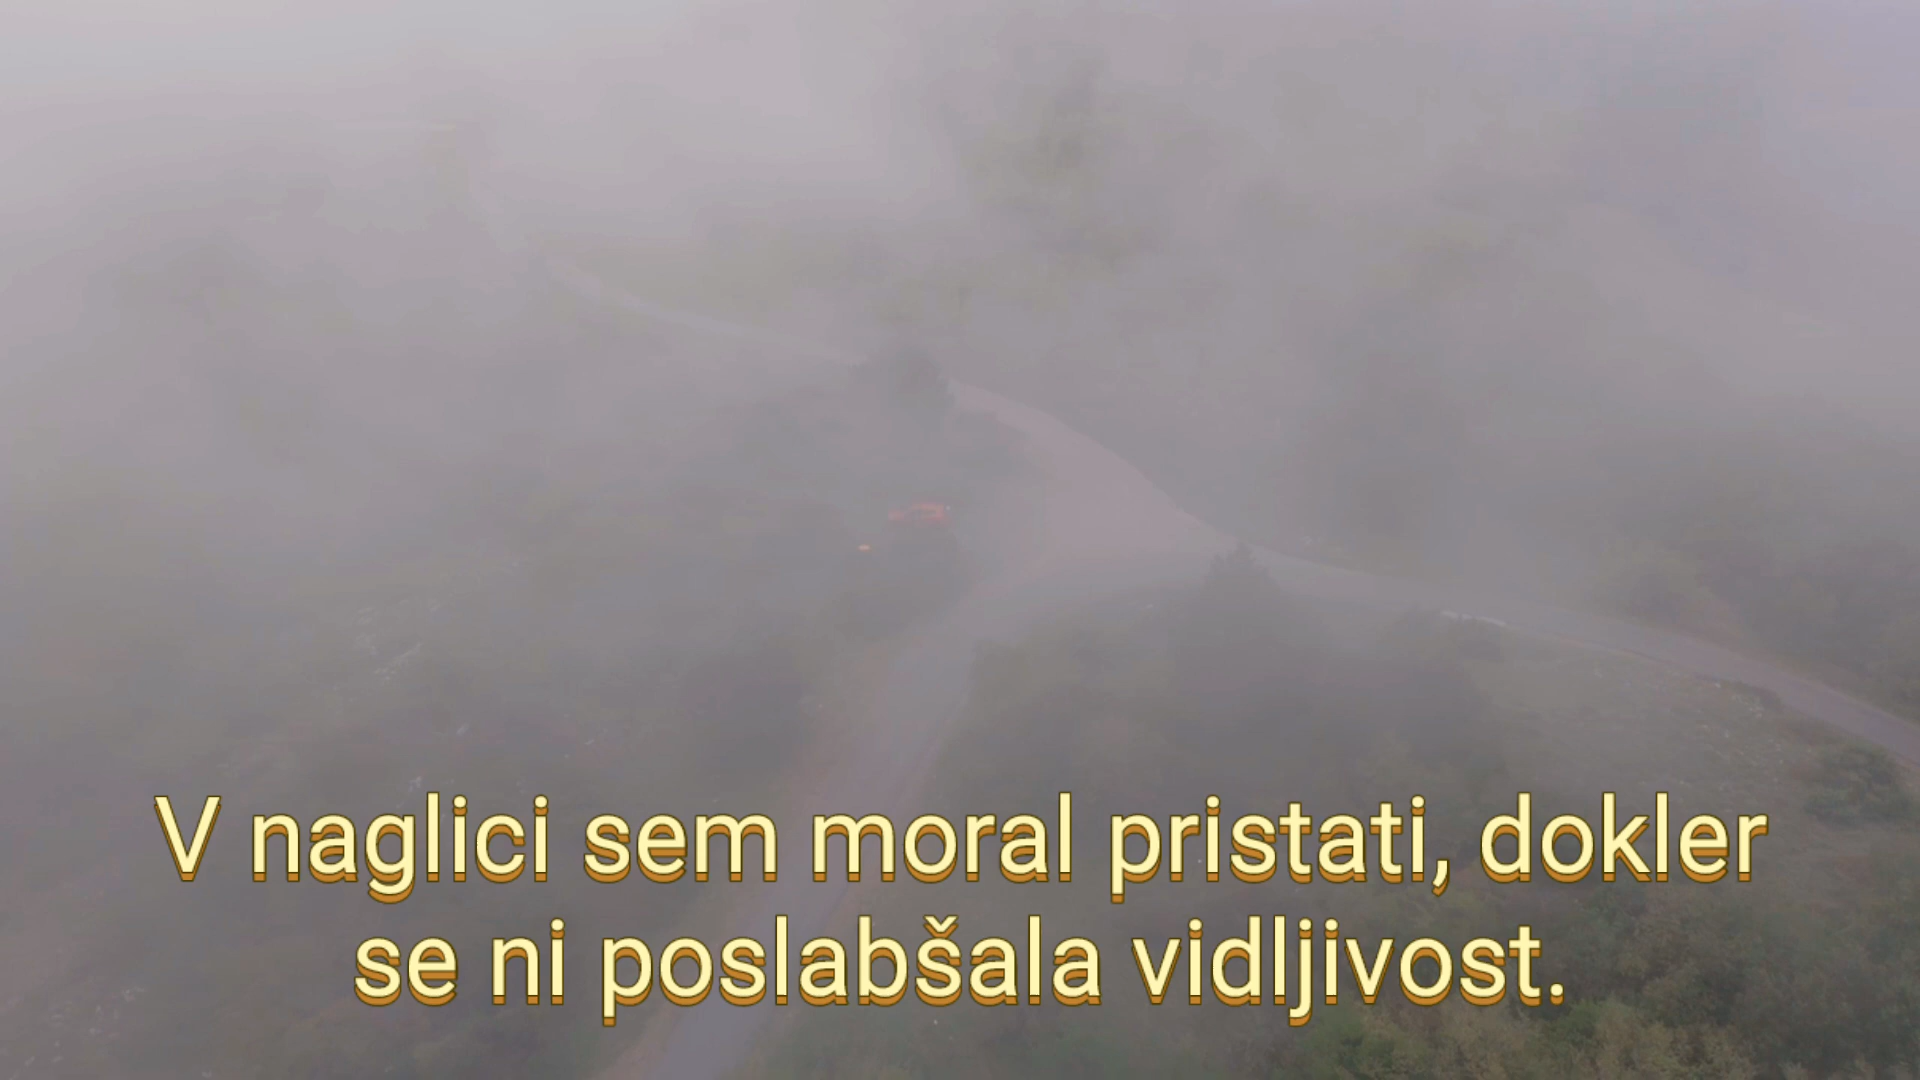 V naglici sem moral pristati, dokler
se ni poslabšala vidljivost.